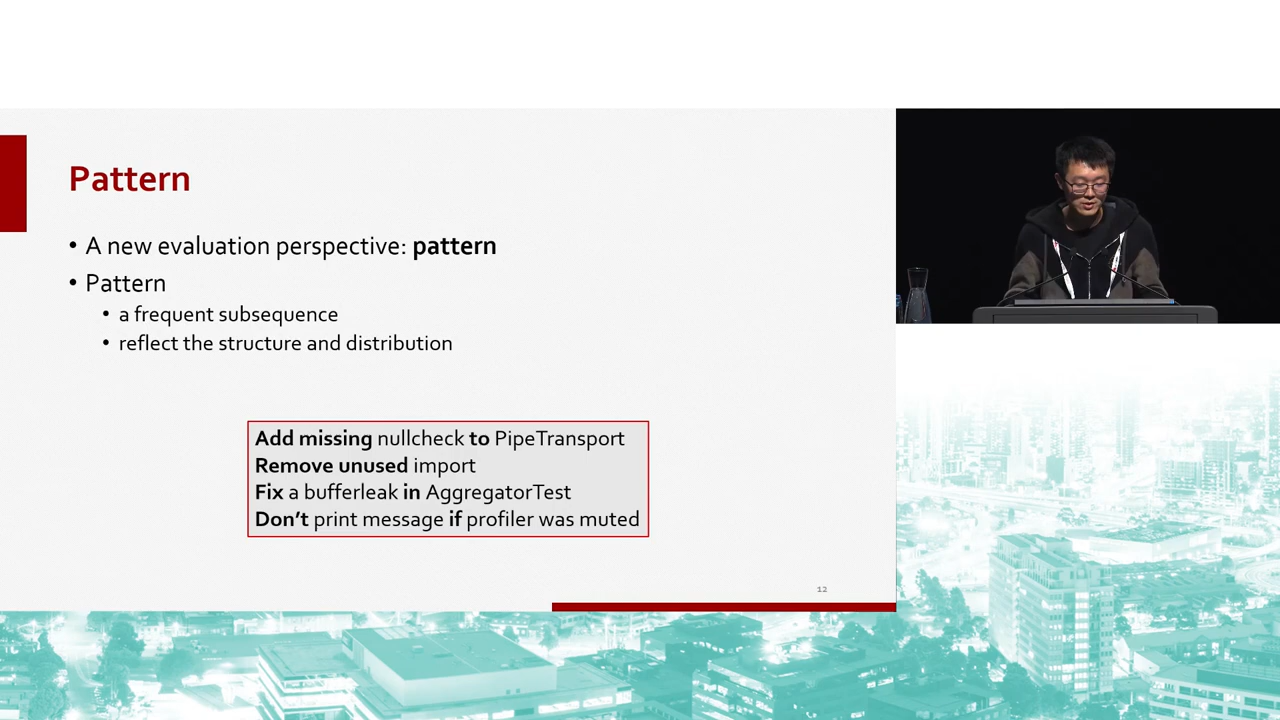 Pattern
• A new evaluation perspective: pattern
• Pattern
• a frequent subsequence
• reflect the structure and distribution
Add missing nullcheck to PipeTransport
Remove unused import
Fix a bufferleak in AggregatorTest
Don't print message if profiler was muted
12